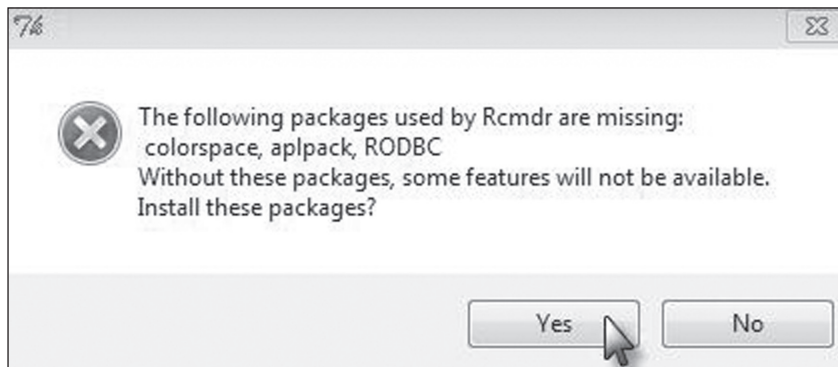 The following packages used by Rcmdr are missing:
colorspace, aplpack, RODBC
Without these packages, some features will not be available.
Install these packages?
Yes
No